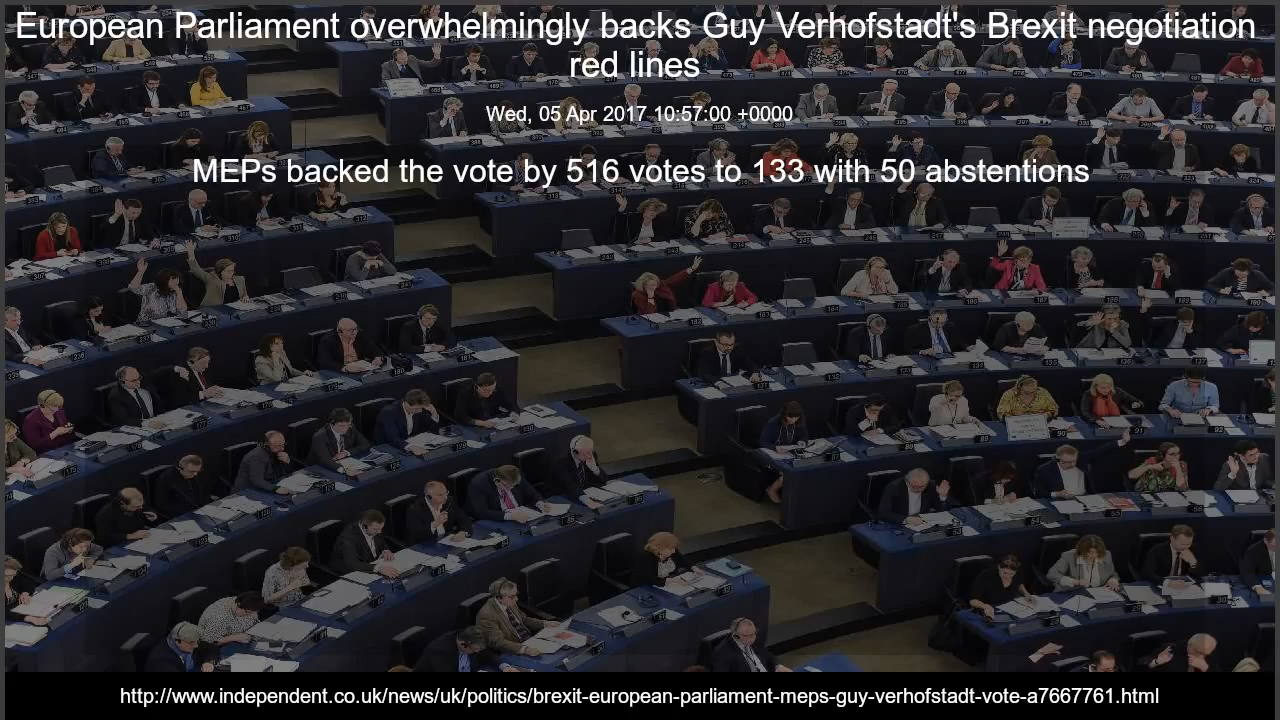 European Parliament overwhelmingly backs Guy Verhofstadt's Brexit negotiation
red lines
Wed, 05 Apr 2017 10:57:00 +0000
MEPs backed the vote by 516 votes to 133 with 50 abstentions
http://www.independent.co.uk/news/uk/politics/brexit-european-parliament-meps-guy-verhofstadt-vote-a7667761.html